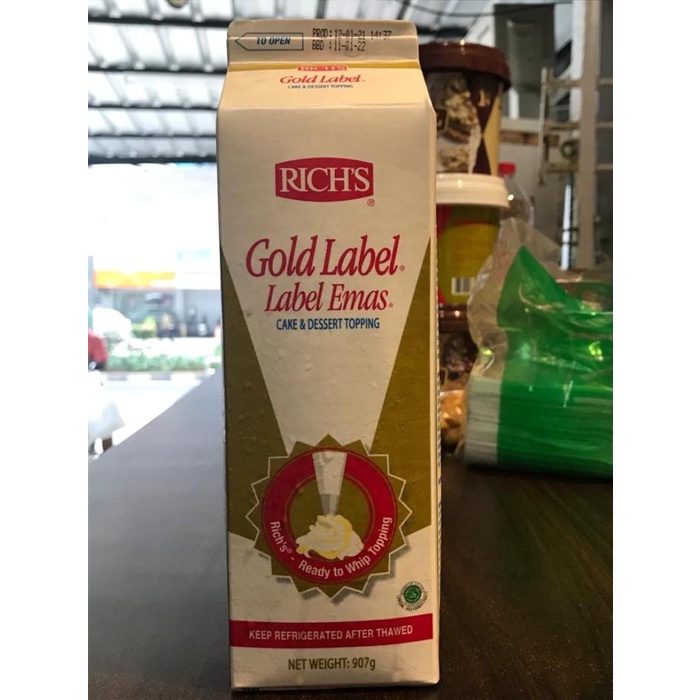 TO OPEN
PROD:12-01-21 14:37
BBD :11-01-22
RICH'S
Gold Label
CAKE & DESSERT TOPPING
RICH'S®
Gold Label®
Label Emas®
CAKE & DESSERT TOPPING
Rich's® - Ready to Whip Topping
KEEP REFRIGERATED AFTER THAWED
NET WEIGHT: 907g